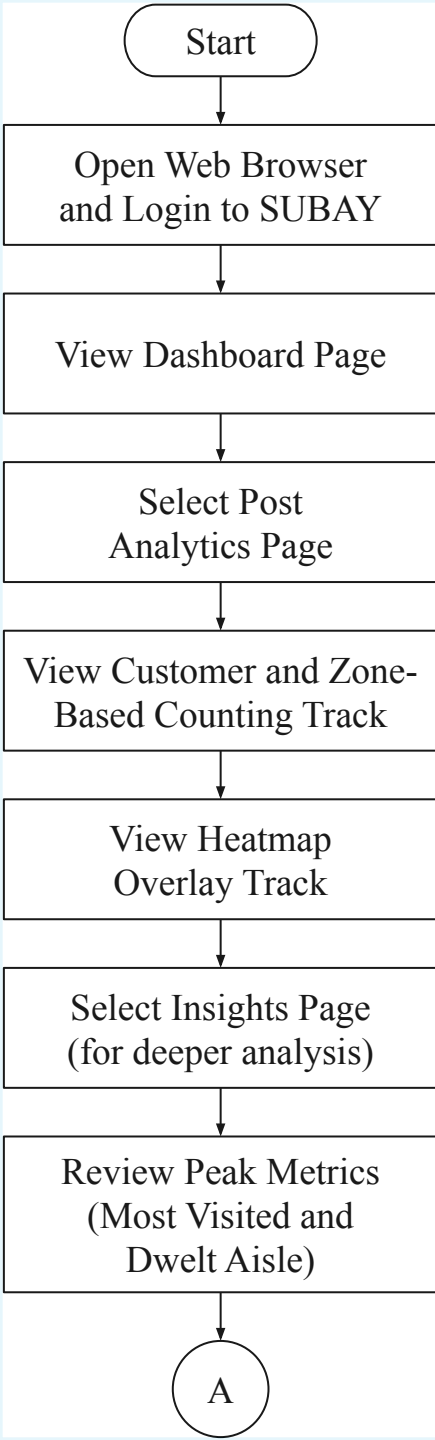 Start
Open Web Browser
and Login to SUBAY
View Dashboard Page
Select Post
Analytics Page
View Customer and Zone-
Based Counting Track
View Heatmap
Overlay Track
Select Insights Page
(for deeper analysis)
Review Peak Metrics
(Most Visited and
Dwelt Aisle)
A